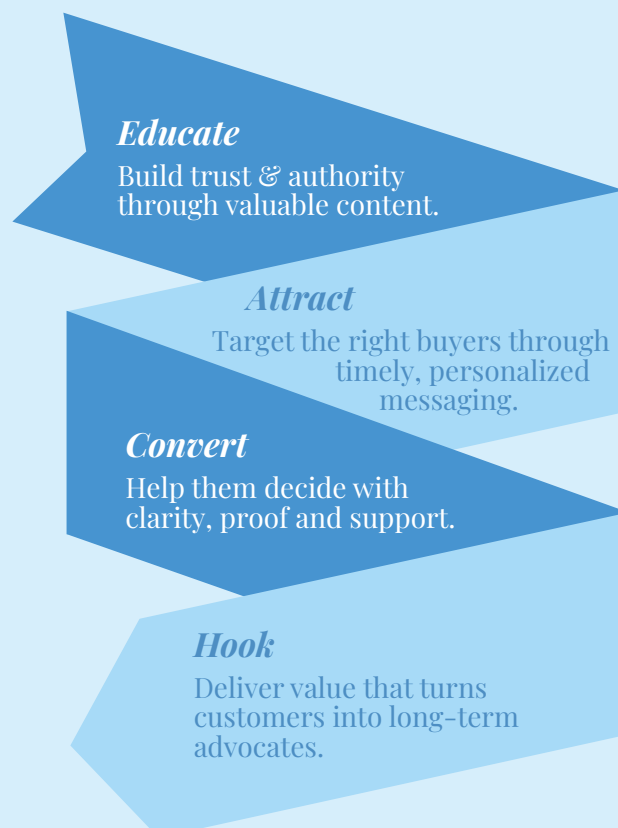 Educate
Build trust & authority
through valuable content.
Attract
Target the right buyers through
timely, personalized
messaging.
Convert
Help them decide with
clarity, proof and support.
Hook
Deliver value that turns
customers into long-term
advocates.